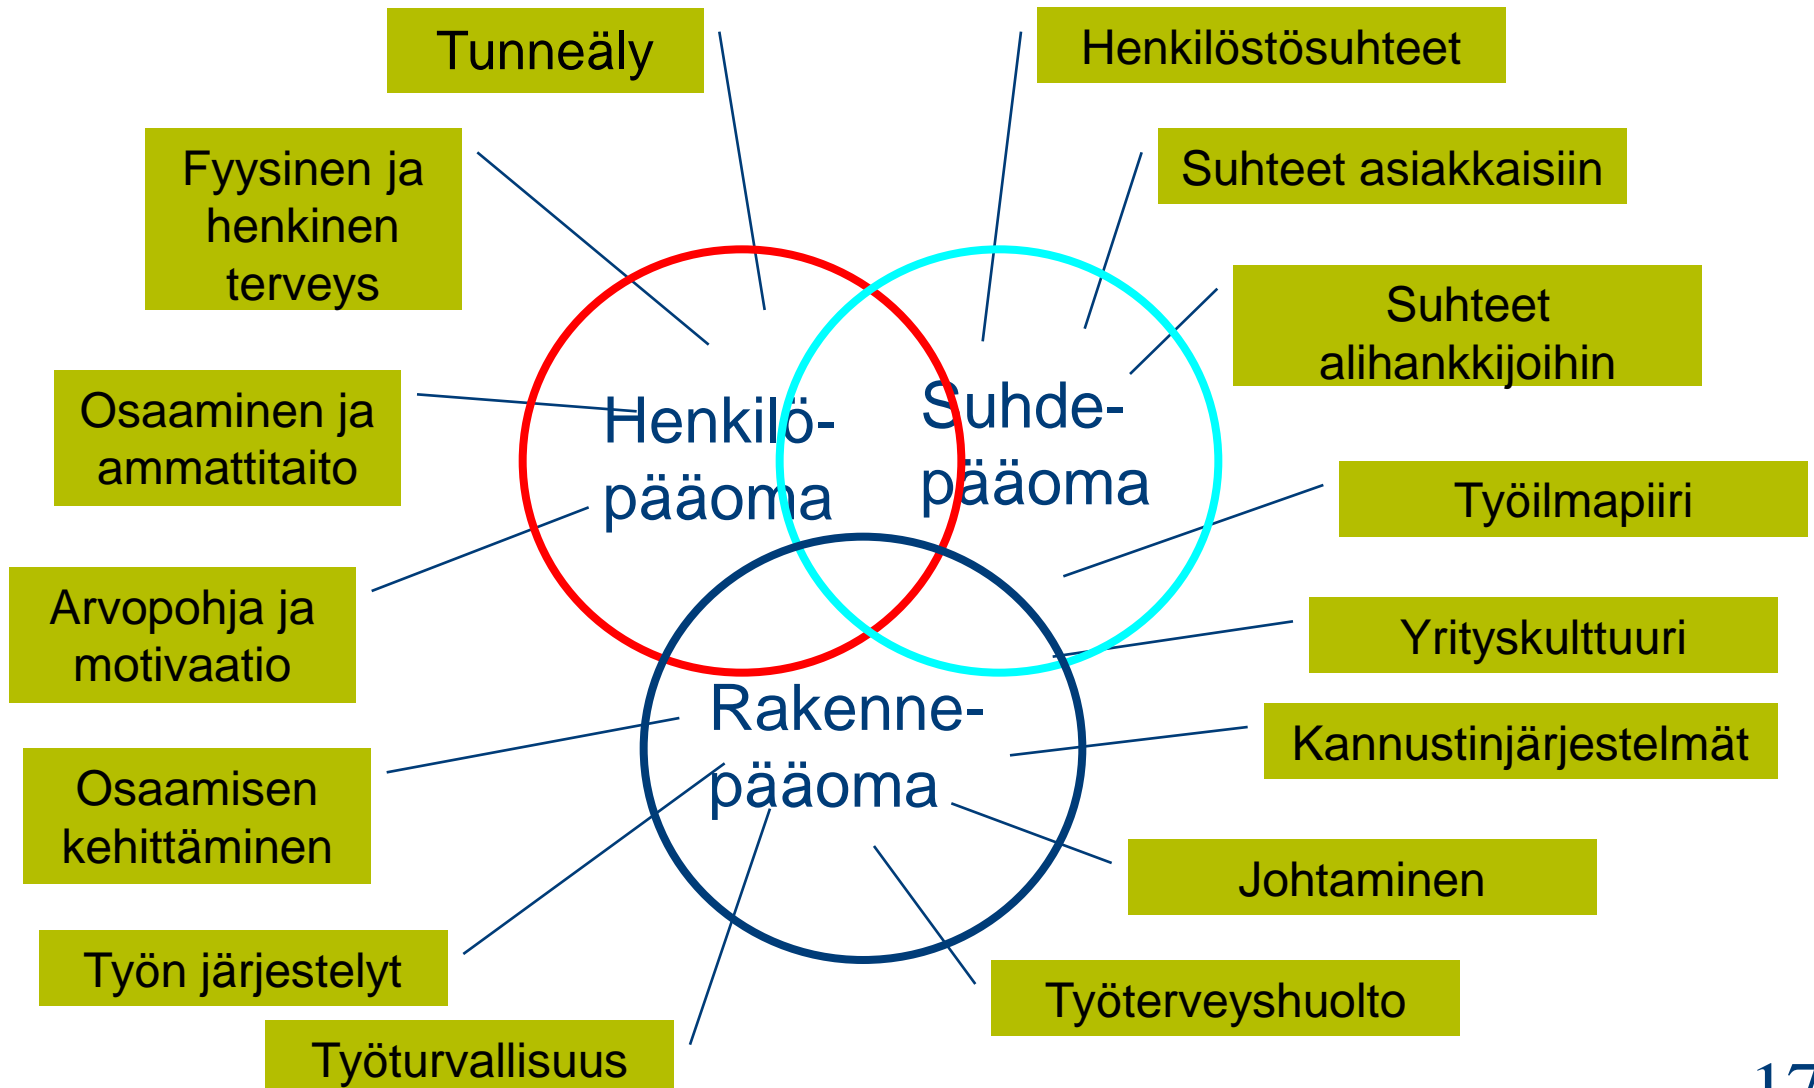 Tunneäly
Henkilöstösuhteet
Fyysinen ja
henkinen
terveys
Suhteet asiakkaisiin
Suhteet
alihankkijoihin
Osaaminen ja
ammattitaito
Henkilö-
pääoma
Suhde-
pääoma
Työilmapiiri
Arvopohja ja
motivaatio
Yrityskulttuuri
Rakenne-
pääoma
Kannustinjärjestelmät
Osaamisen
kehittäminen
Johtaminen
Työn järjestelyt
Työterveyshuolto
Työturvallisuus
17